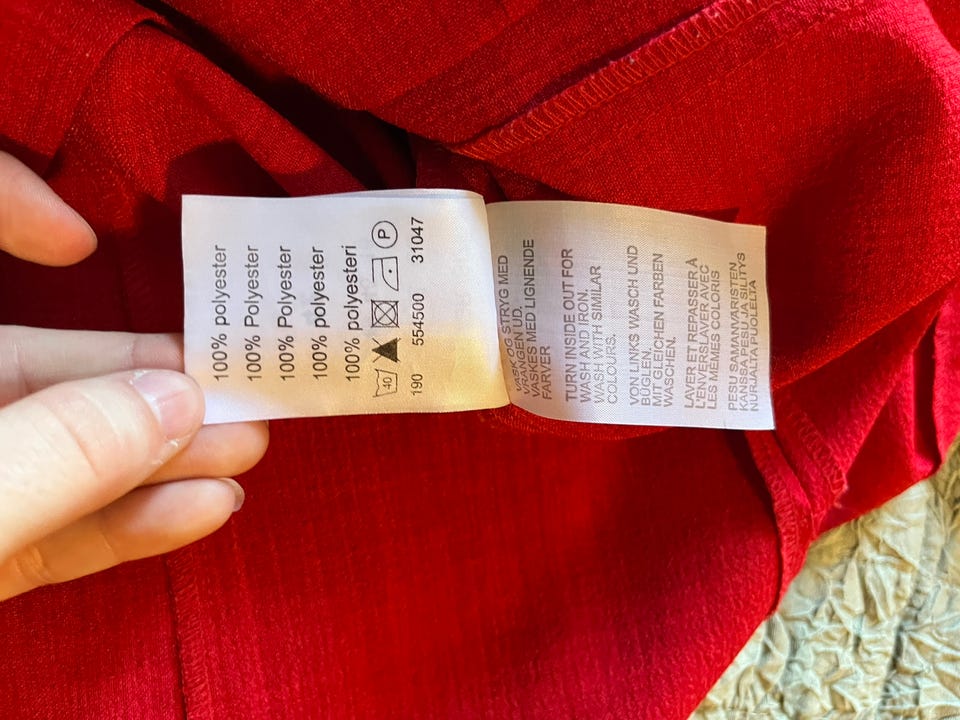 100% polyester
100% Polyester
100% Polyester
100% polyester
100% polyesteri
40 P
190 554500 31047
VASK OG STRYG MED
VRANGEN UD.
VASKES MED LIGNENDE
FARVER
TURN INSIDE OUT FOR
WASH AND IRON.
WASH WITH SIMILAR
COLOURS.
VON LINKS WASCH UND
BÜGLEN.
MIT GLEICHEN FARBEN
WASCHEN.
LAVER ET REPASSER À
L'ENVERSLAVER AVEC
LES MÊMES COLORIS
PESU SAMANVÄRISTEN
KANSSA PESU JA SILITYS
NURJALTA PUOLELTA